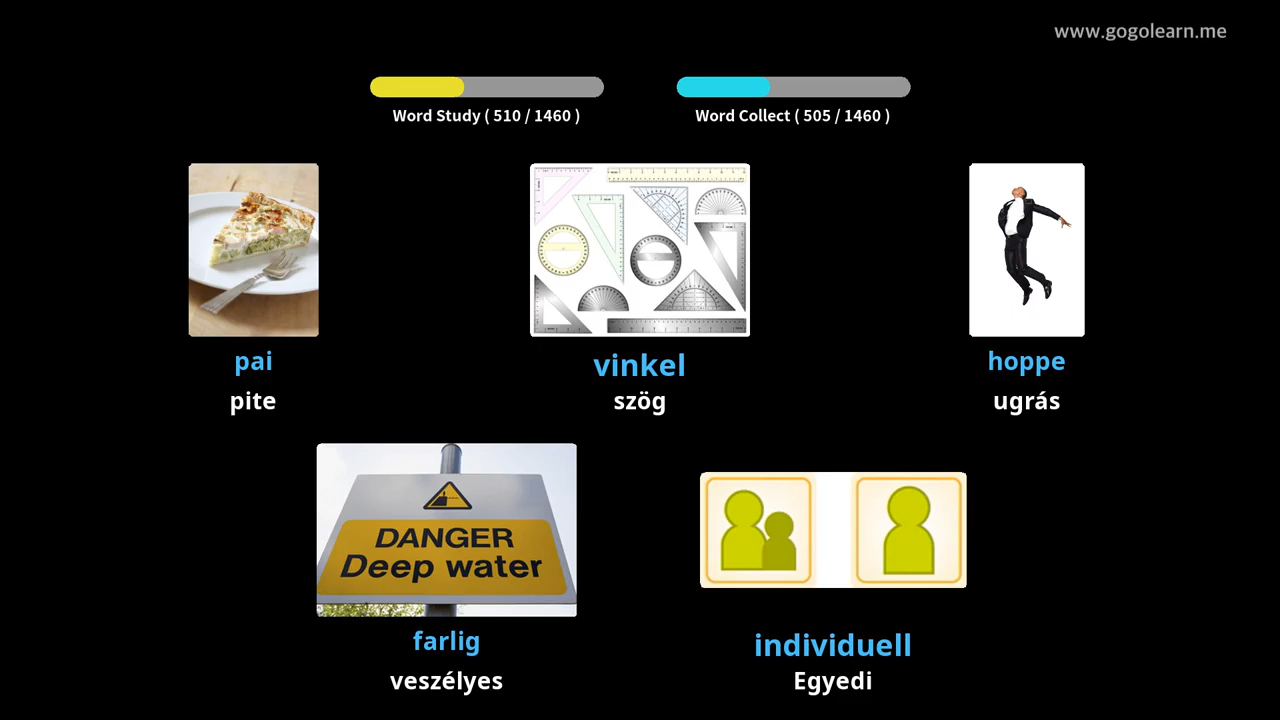 www.gogolearn.me
Word Study ( 510 / 1460 )
Word Collect ( 505 / 1460 )
pai
pite
vinkel
szög
hoppe
ugrás
DANGER
Deep water
farlig
veszélyes
individuell
Egyedi